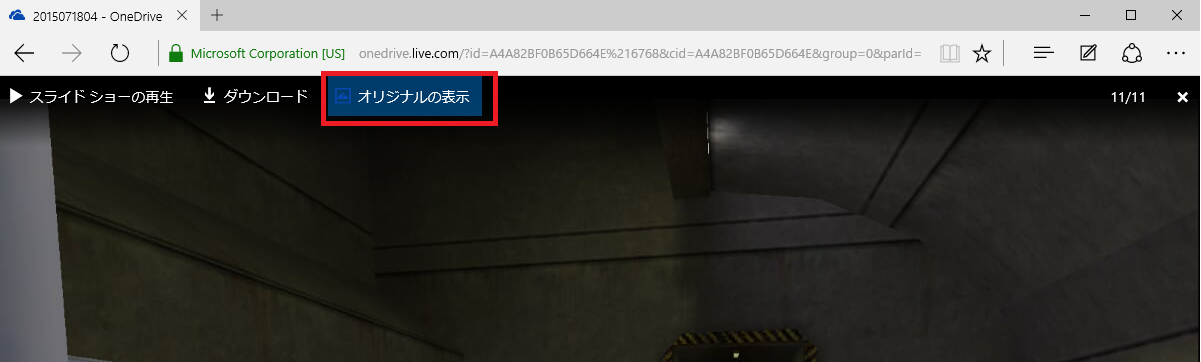 2015071804 - OneDrive
Microsoft Corporation [US] onedrive.live.com/?id=A4A82BF0B65D664E%216768&cid=A4A82BF0B65D664E&group=0&parId=
スライド ショーの再生 ダウンロード オリジナルの表示 11/11